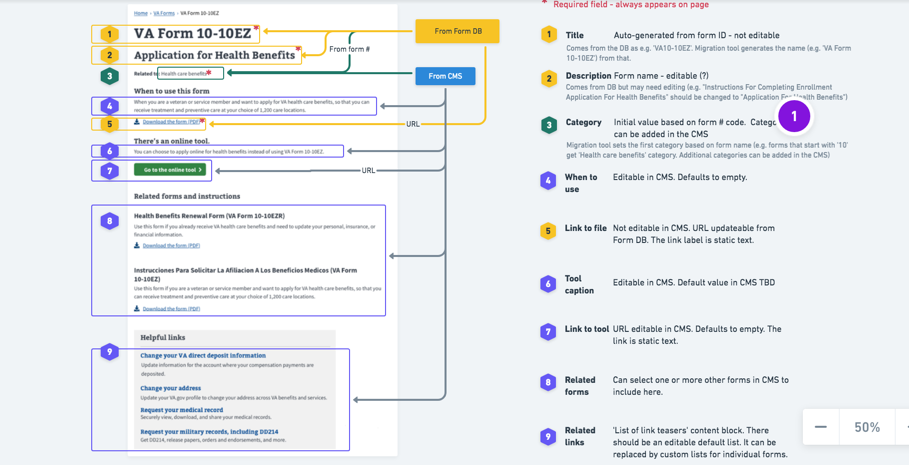 Home › VA Forms › VA Form 10-10EZ
1
VA Form 10-10EZ*
2
Application for Health Benefits*
3
Related to: Health care benefits*
When to use this form
4
When you are a veteran or service member and want to apply for VA health care benefits, so that you
can receive treatment and preventive care at your choice of 1,200 care locations.
5
Download the form (PDF)*
There's an online tool.
6
You can choose to apply online for health benefits instead of using VA Form 10-10EZ.
7
Go to the online tool ›
Related forms and instructions
8
Health Benefits Renewal Form (VA Form 10-10EZR)
Use this form if you already receive VA health care benefits and need to update your personal, insurance, or
financial information.
Download the form (PDF)
Instrucciones Para Solicitar La Afiliacion A Los Beneficios Medicos (VA Form
10-10EZ)
Use this form if you are a veteran or service member and want to apply for VA health care benefits, so that you
can receive treatment and preventive care at your choice of 1,200 care locations.
Download the form (PDF)
Helpful links
9
Change your VA direct deposit information
Update information for the account where your compensation payments are
deposited.
Change your address
Update your VA.gov profile to change your address across VA benefits and services.
Request your medical record
Securely view, download, and share your medical records.
Request your military records, including DD214
Get DD214, release papers, orders and endorsements, and more.
From Form DB
From form #
From CMS
URL
URL
* Required field - always appears on page
1
Title Auto-generated from form ID - not editable
Comes from the DB as e.g. 'VA10-10EZ'. Migration tool generates the name (e.g. 'VA Form
10-10EZ') from that.
2
Description Form name - editable (?)
Comes from DB but may need editing (e.g. "Instructions For Completing Enrollment
Application For Health Benefits" should be changed to "Application For Health Benefits")
3
Category Initial value based on form # code.
can be added in the CMS
Migration tool sets the first category based on form name (e.g. forms that start with '10'
get 'Health care benefits' category. Additional categories can be added in the CMS)
1
4
When to use Editable in CMS. Defaults to empty.
5
Link to file Not editable in CMS. URL updateable from
Form DB. The link label is static text.
6
Tool caption Editable in CMS. Default value in CMS TBD
7
Link to tool URL editable in CMS. Defaults to empty. The
link is static text.
8
Related forms Can select one or more other forms in CMS to
include here.
9
Related links 'List of link teasers' content block. There
should be an editable default list. It can be
replaced by custom lists for individual forms.
— 50%